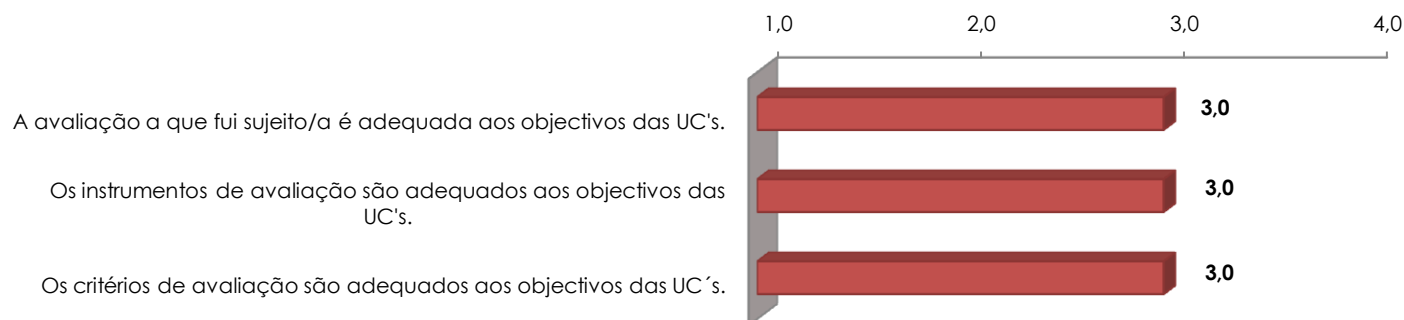 1,0 2,0 3,0 4,0
A avaliação a que fui sujeito/a é adequada aos objectivos das UC's.
3,0
Os instrumentos de avaliação são adequados aos objectivos das
UC's.
3,0
Os critérios de avaliação são adequados aos objectivos das UC´s.
3,0